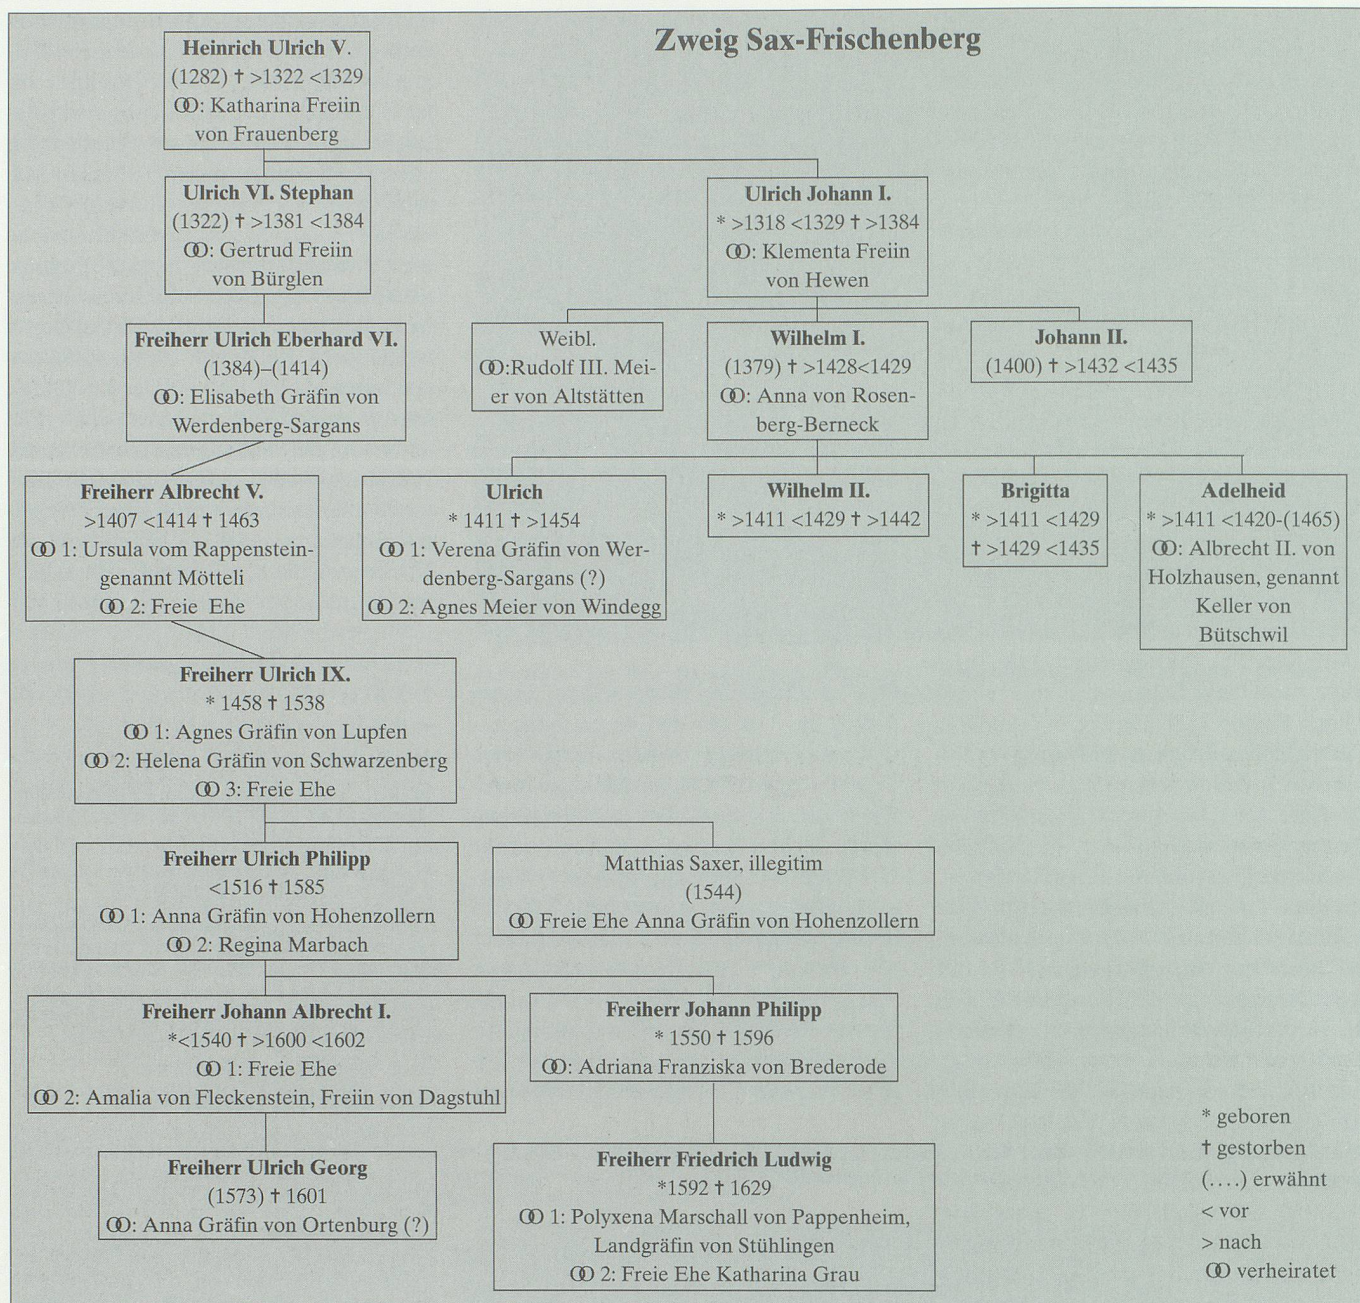 Zweig Sax-Frischenberg
Heinrich Ulrich V.
(1282) † >1322 <1329
⚭: Katharina Freiin
von Frauenberg
Ulrich VI. Stephan
(1322) † >1381 <1384
⚭: Gertrud Freiin
von Bürglen
Ulrich Johann I.
* >1318 <1329 † >1384
⚭: Klementa Freiin
von Hewen
Freiherr Ulrich Eberhard VI.
(1384)–(1414)
⚭: Elisabeth Gräfin von
Werdenberg-Sargans
Weibl.
⚭:Rudolf III. Mei-
er von Altstätten
Wilhelm I.
(1379) † >1428<1429
⚭: Anna von Rosen-
berg-Berneck
Johann II.
(1400) † >1432 <1435
Freiherr Albrecht V.
>1407 <1414 † 1463
⚭ 1: Ursula vom Rappenstein-
genannt Mötteli
⚭ 2: Freie Ehe
Ulrich
* 1411 † >1454
⚭ 1: Verena Gräfin von Wer-
denberg-Sargans (?)
⚭ 2: Agnes Meier von Windegg
Wilhelm II.
* >1411 <1429 † >1442
Brigitta
* >1411 <1429
† >1429 <1435
Adelheid
* >1411 <1420-(1465)
⚭: Albrecht II. von
Holzhausen, genannt
Keller von
Bütschwil
Freiherr Ulrich IX.
* 1458 † 1538
⚭ 1: Agnes Gräfin von Lupfen
⚭ 2: Helena Gräfin von Schwarzenberg
⚭ 3: Freie Ehe
Freiherr Ulrich Philipp
<1516 † 1585
⚭ 1: Anna Gräfin von Hohenzollern
⚭ 2: Regina Marbach
Matthias Saxer, illegitim
(1544)
⚭ Freie Ehe Anna Gräfin von Hohenzollern
Freiherr Johann Albrecht I.
*<1540 † >1600 <1602
⚭ 1: Freie Ehe
⚭ 2: Amalia von Fleckenstein, Freiin von Dagstuhl
Freiherr Johann Philipp
* 1550 † 1596
⚭: Adriana Franziska von Brederode
Freiherr Ulrich Georg
(1573) † 1601
⚭: Anna Gräfin von Ortenburg (?)
Freiherr Friedrich Ludwig
*1592 † 1629
⚭ 1: Polyxena Marschall von Pappenheim,
Landgräfin von Stühlingen
⚭ 2: Freie Ehe Katharina Grau
* geboren
† gestorben
(....) erwähnt
< vor
> nach
⚭ verheiratet